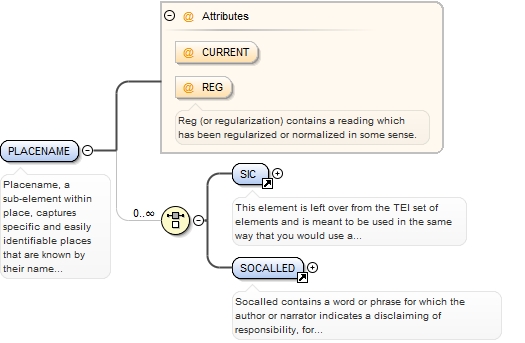 @ Attributes
@ CURRENT
@ REG
Reg (or regularization) contains a reading which
has been regularized or normalized in some sense.
PLACENAME
Placename, a
sub-element within
place, captures
specific and easily
identifiable places
that are known by
their name...
0..∞
SIC
This element is left over from the TEI set of
elements and is meant to be used in the same
way that you would use a...
SOCALLED
Socalled contains a word or phrase for which the
author or narrator indicates a disclaiming of
responsibility, for...